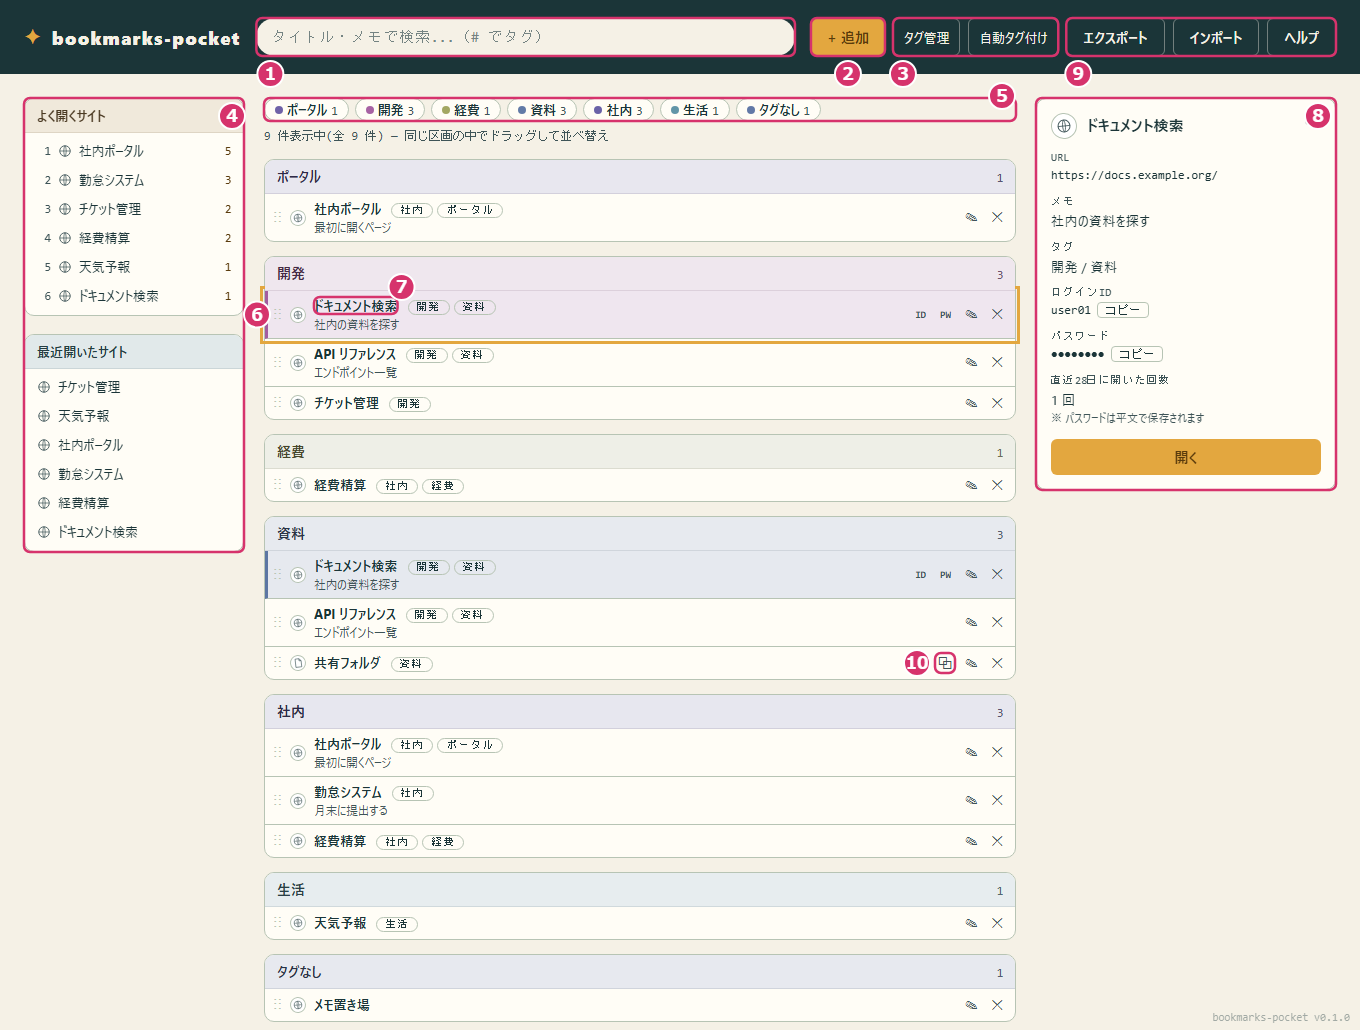 ✦ bookmarks-pocket
タイトル・メモで検索...（# でタグ）
+ 追加
タグ管理
自動タグ付け
エクスポート
インポート
ヘルプ
1
2
3
9
よく開くサイト
4
1 社内ポータル 5
2 勤怠システム 3
3 チケット管理 2
4 経費精算 2
5 天気予報 1
6 ドキュメント検索 1
最近開いたサイト
チケット管理
天気予報
社内ポータル
勤怠システム
経費精算
ドキュメント検索
5
ポータル 1
開発 3
経費 1
資料 3
社内 3
生活 1
タグなし 1
9 件表示中(全 9 件) — 同じ区画の中でドラッグして並べ替え
ポータル 1
社内ポータル 社内 ポータル
最初に開くページ
開発 3
7
6
ドキュメント検索 開発 資料 ID PW
社内の資料を探す
API リファレンス 開発 資料
エンドポイント一覧
チケット管理 開発
経費 1
経費精算 社内 経費
資料 3
ドキュメント検索 開発 資料 ID PW
社内の資料を探す
API リファレンス 開発 資料
エンドポイント一覧
共有フォルダ 資料 10
社内 3
社内ポータル 社内 ポータル
最初に開くページ
勤怠システム 社内
月末に提出する
経費精算 社内 経費
生活 1
天気予報 生活
タグなし 1
メモ置き場
8
ドキュメント検索
URL
https://docs.example.org/
メモ
社内の資料を探す
タグ
開発 / 資料
ログインID
user01 コピー
パスワード
●●●●●●●● コピー
直近28日に開いた回数
1 回
※ パスワードは平文で保存されます
開く
bookmarks-pocket v0.1.0